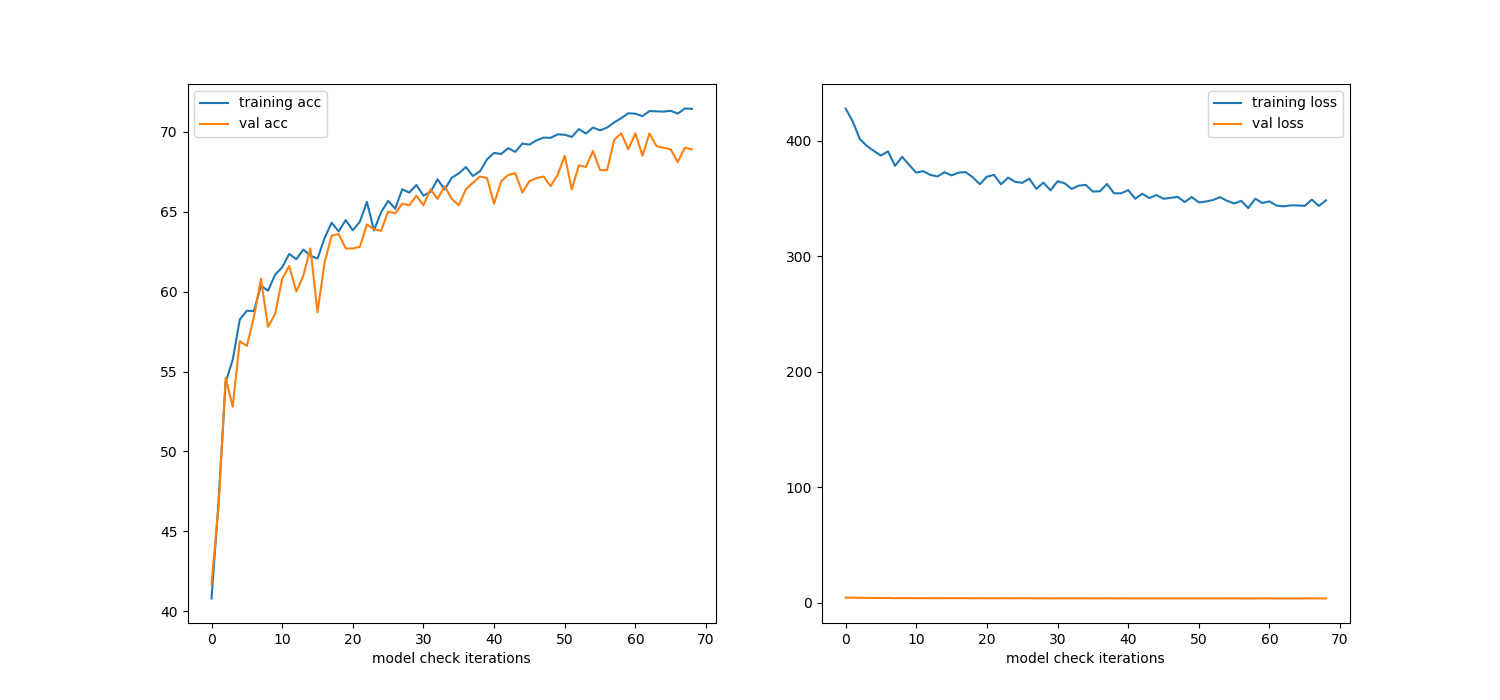 training acc
val acc
70
65
60
55
50
45
40
0 10 20 30 40 50 60 70
model check iterations
training loss
val loss
400
300
200
100
0
0 10 20 30 40 50 60 70
model check iterations